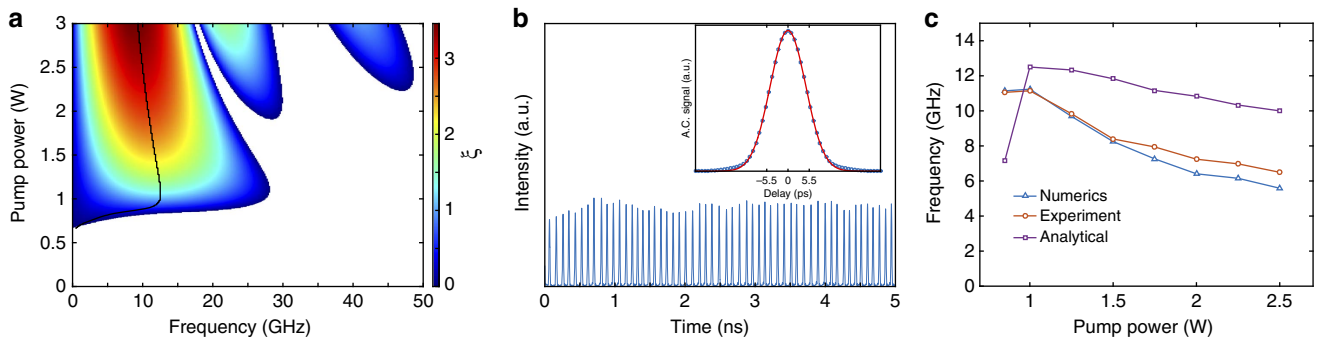 a
3
2.5
2
1.5
1
0.5
0
Pump power (W)
0 10 20 30 40 50
Frequency (GHz)
3
2
1
0
ξ
b
Intensity (a.u.)
A.C. signal (a.u.)
−5.5 0 5.5
Delay (ps)
0 1 2 3 4 5
Time (ns)
c
14
12
10
8
6
4
2
0
Frequency (GHz)
Numerics
Experiment
Analytical
1 1.5 2 2.5
Pump power (W)